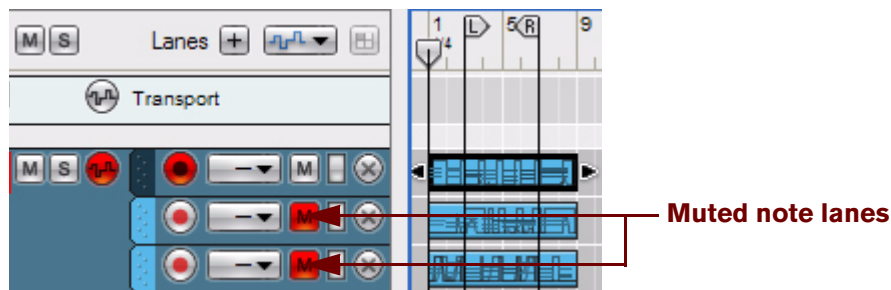 M S Lanes +
1 L 5 R 9
/4
Transport
M S M
M
M
Muted note lanes